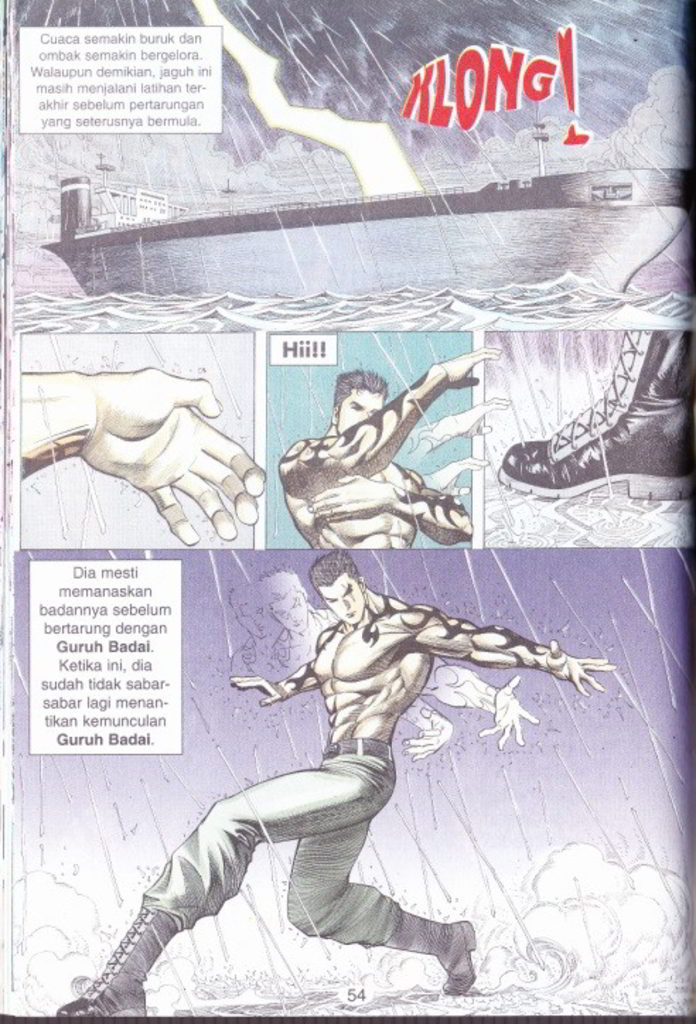 Cuaca semakin buruk dan
ombak semakin bergelora.
Walaupun demikian, jaguh ini
masih menjalani latihan ter-
akhir sebelum pertarungan
yang seterusnya bermula.
KLONG!
Hii!!
Dia mesti
memanaskan
badannya sebelum
bertarung dengan
Guruh Badai.
Ketika ini, dia
sudah tidak sabar-
sabar lagi menan-
tikan kemunculan
Guruh Badai.
54